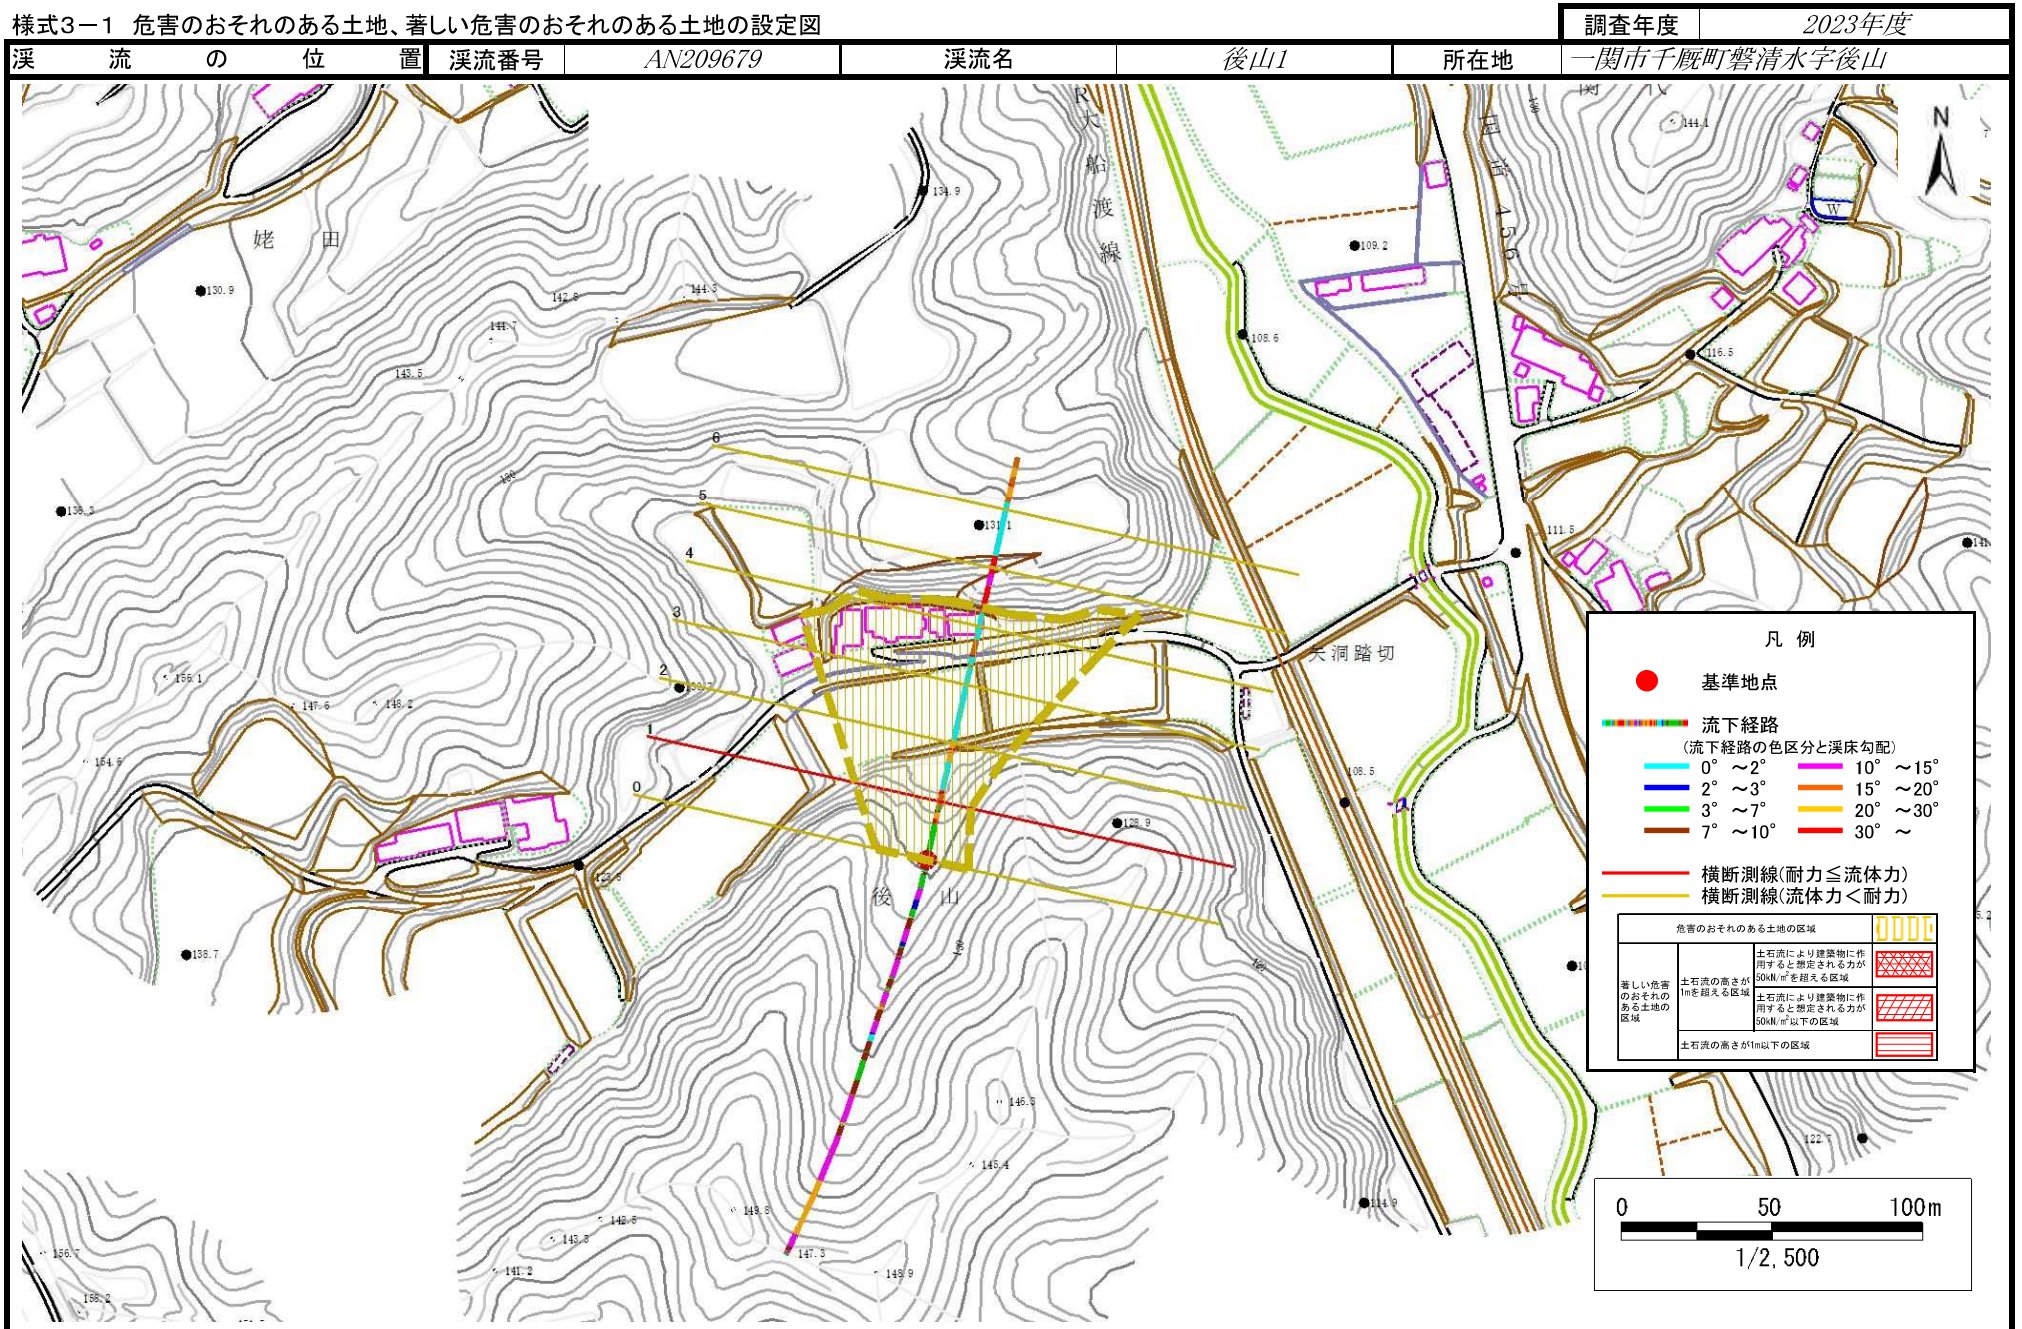 様式3－1 危害のおそれのある土地、著しい危害のおそれのある土地の設定図
調査年度 2023年度
渓流の位置 渓流番号 AN209679 渓流名 後山1 所在地 一関市千厩町磐清水字後山
N
144.1
134.9
大船渡線
W
姥 田
109.2
456号
130.9
144.3
142.8
144.7
108.6
116.5
143.5
6
130
5
131.1
136.3
111.5
141
4
3
矢洞踏切
2
156.1
147.6
148.2
1
154.6
108.5
0
128.9
123.6
後 山
130
138.7
146.3
145.4
122.7
149.8
142.5
143.3
147.3
114.9
156.7
141.2
148.9
156.2
凡 例
基準地点
流下経路
(流下経路の色区分と渓床勾配)
0° ～2° 10° ～15°
2° ～3° 15° ～20°
3° ～7° 20° ～30°
7° ～10° 30° ～
横断測線(耐力≦流体力)
横断測線(流体力＜耐力)
危害のおそれのある土地の区域
著しい危害
のおそれの
ある土地の
区域
土石流の高さが
1mを超える区域
土石流により建築物に作
用すると想定される力が
50kN/㎡を超える区域
土石流により建築物に作
用すると想定される力が
50kN/㎡以下の区域
土石流の高さが1m以下の区域
0 50 100m
1/2,500